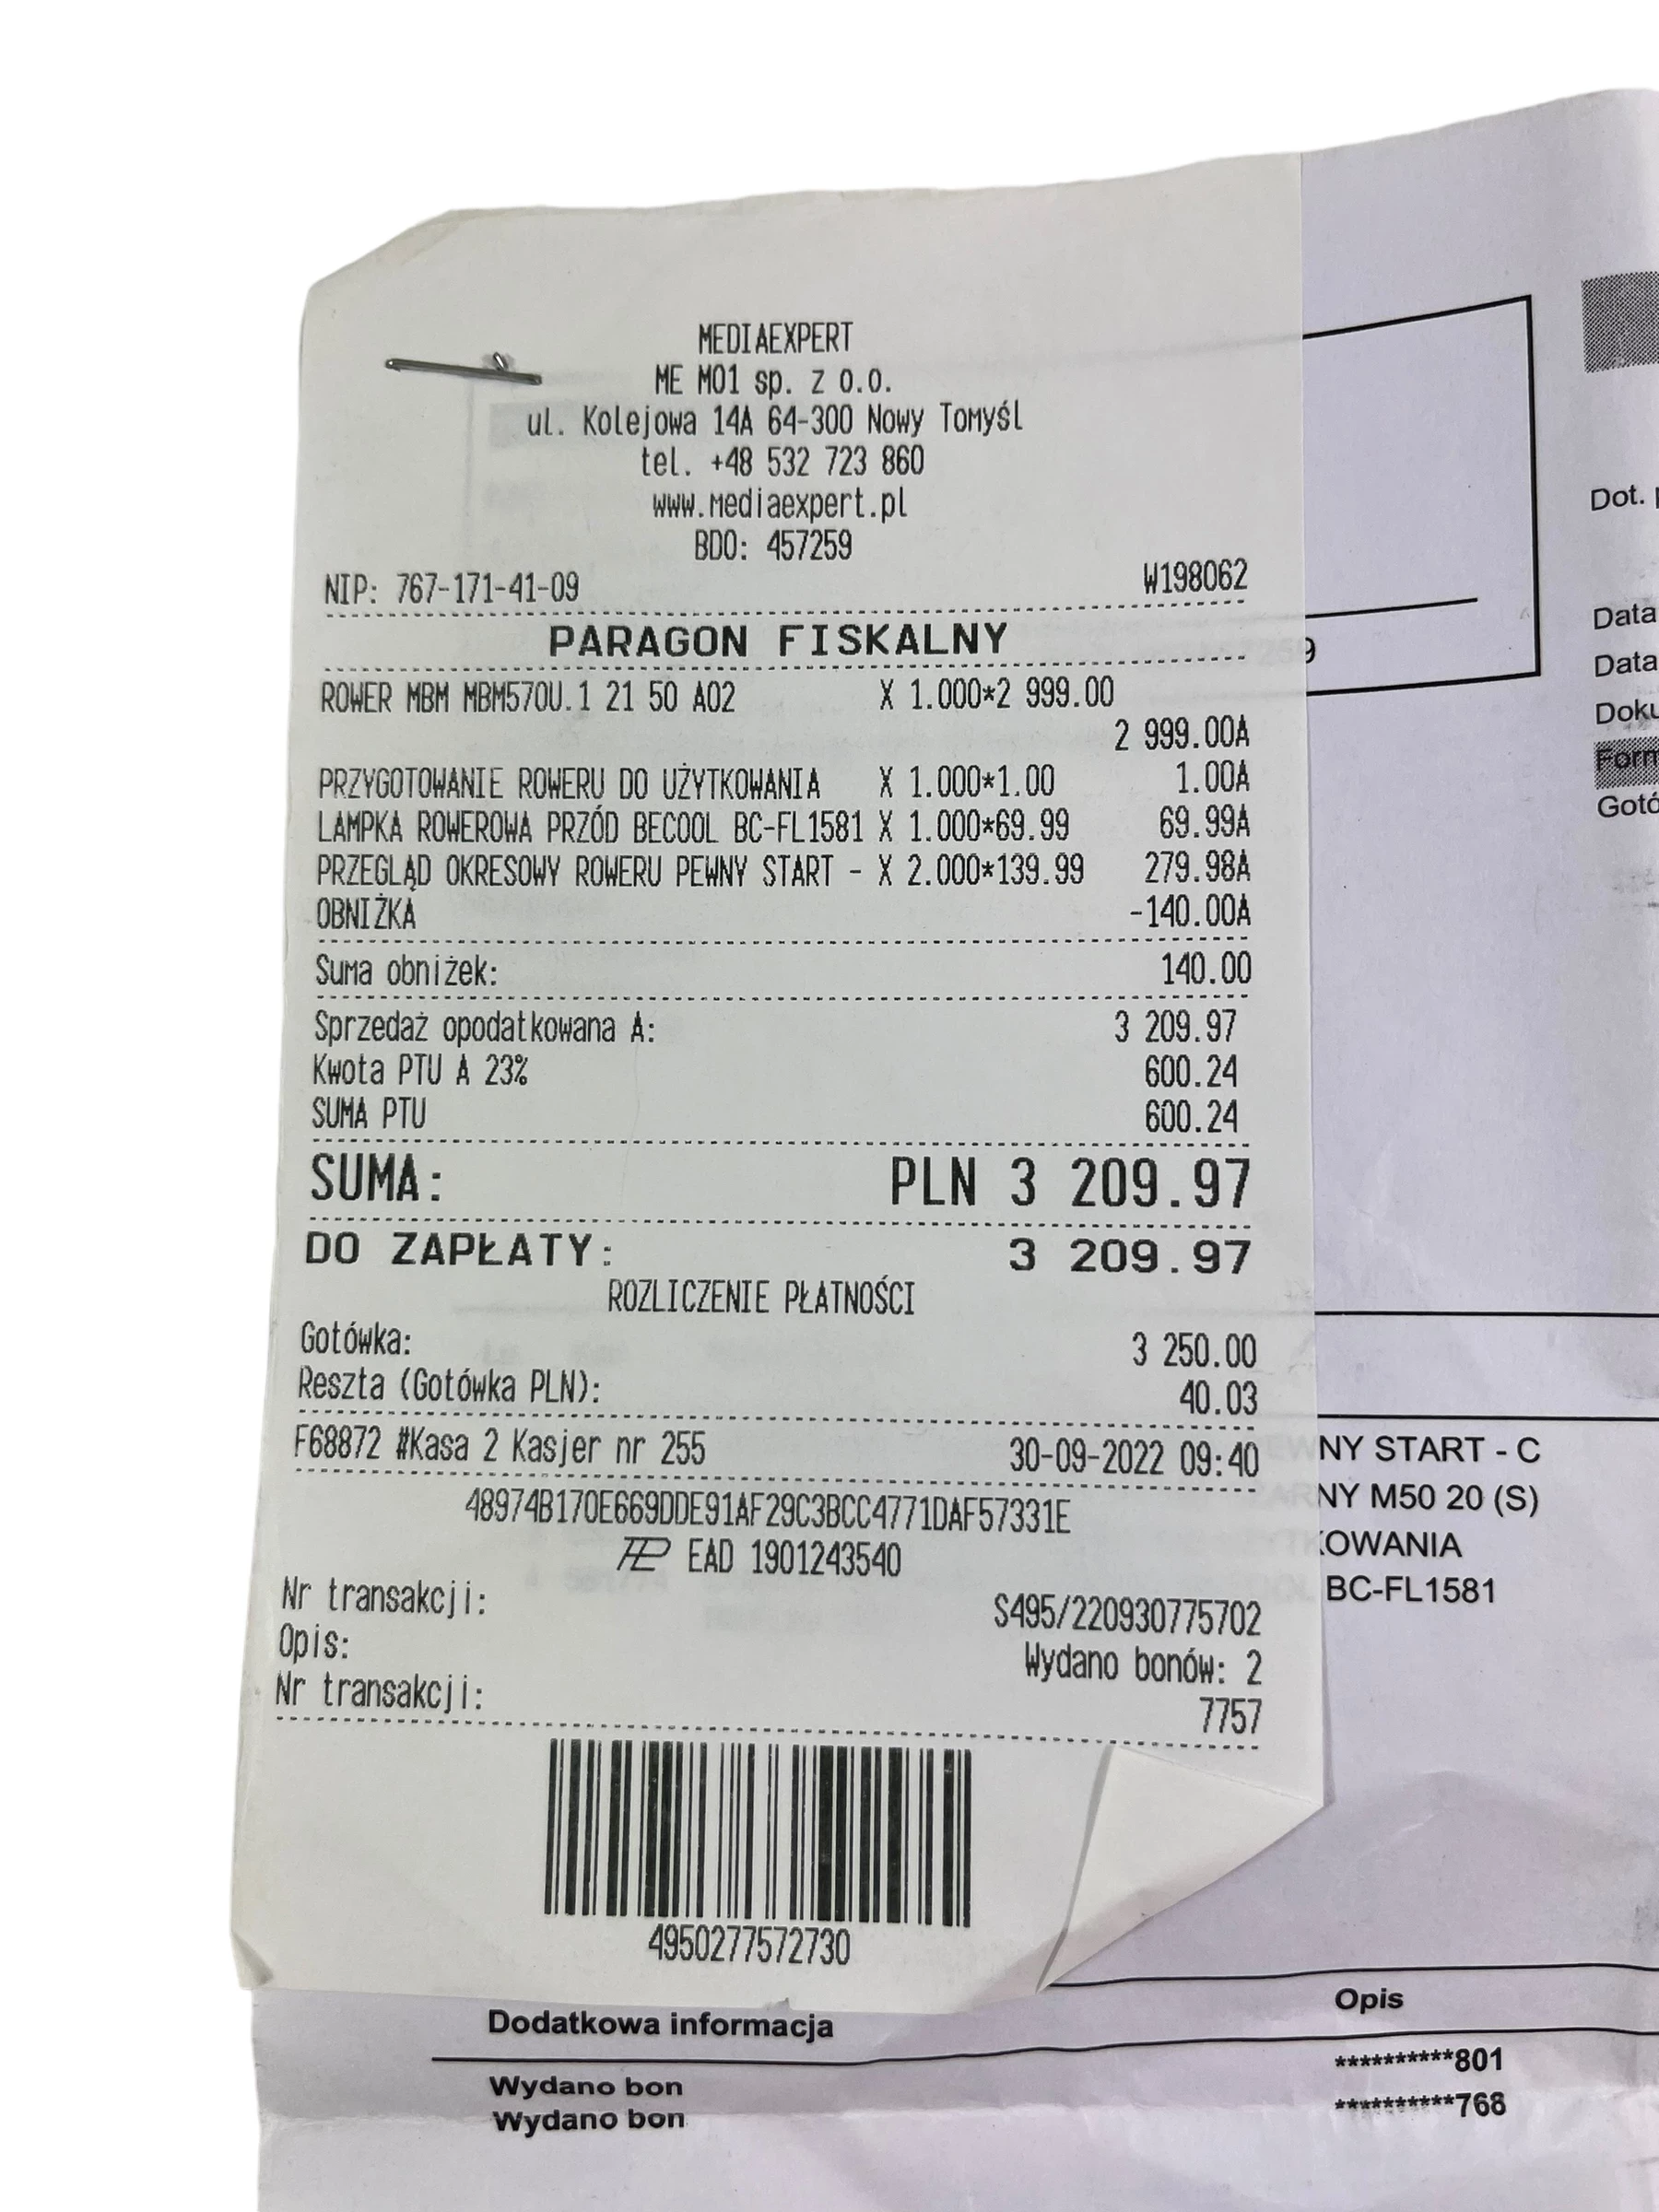 MEDIAEXPERT
ME M01 sp. z o.o.
ul. Kolejowa 14A 64-300 Nowy Tomyśl
tel. +48 532 723 860
www.mediaexpert.pl
BDO: 457259
NIP: 767-171-41-09 W198062
PARAGON FISKALNY
ROWER MBM MBM570U.1 21 50 A02 X 1.000*2 999.00
2 999.00A
PRZYGOTOWANIE ROWERU DO UŻYTKOWANIA X 1.000*1.00 1.00A
LAMPKA ROWEROWA PRZÓD BECOOL BC-FL1581 X 1.000*69.99 69.99A
PRZEGLĄD OKRESOWY ROWERU PEWNY START - X 2.000*139.99 279.98A
OBNIŻKA -140.00A
Suma obniżek: 140.00
Sprzedaż opodatkowana A: 3 209.97
Kwota PTU A 23% 600.24
SUMA PTU 600.24
SUMA: PLN 3 209.97
DO ZAPŁATY: 3 209.97
ROZLICZENIE PŁATNOŚCI
Gotówka: 3 250.00
Reszta (Gotówka PLN): 40.03
F68872 #Kasa 2 Kasjer nr 255 30-09-2022 09:40
48974B170E669DDE91AF29C3BCC4771DAF57331E
EAD 1901243540
Nr transakcji: S495/220930775702
Opis: Wydano bonów: 2
Nr transakcji: 7757
4950277572730
Dot.
Data
Data
Doku
Form
Gotó
9
NY START - C
NY M50 20 (S)
KOWANIA
BC-FL1581
Dodatkowa informacja Opis
Wydano bon **********801
Wydano bon **********768